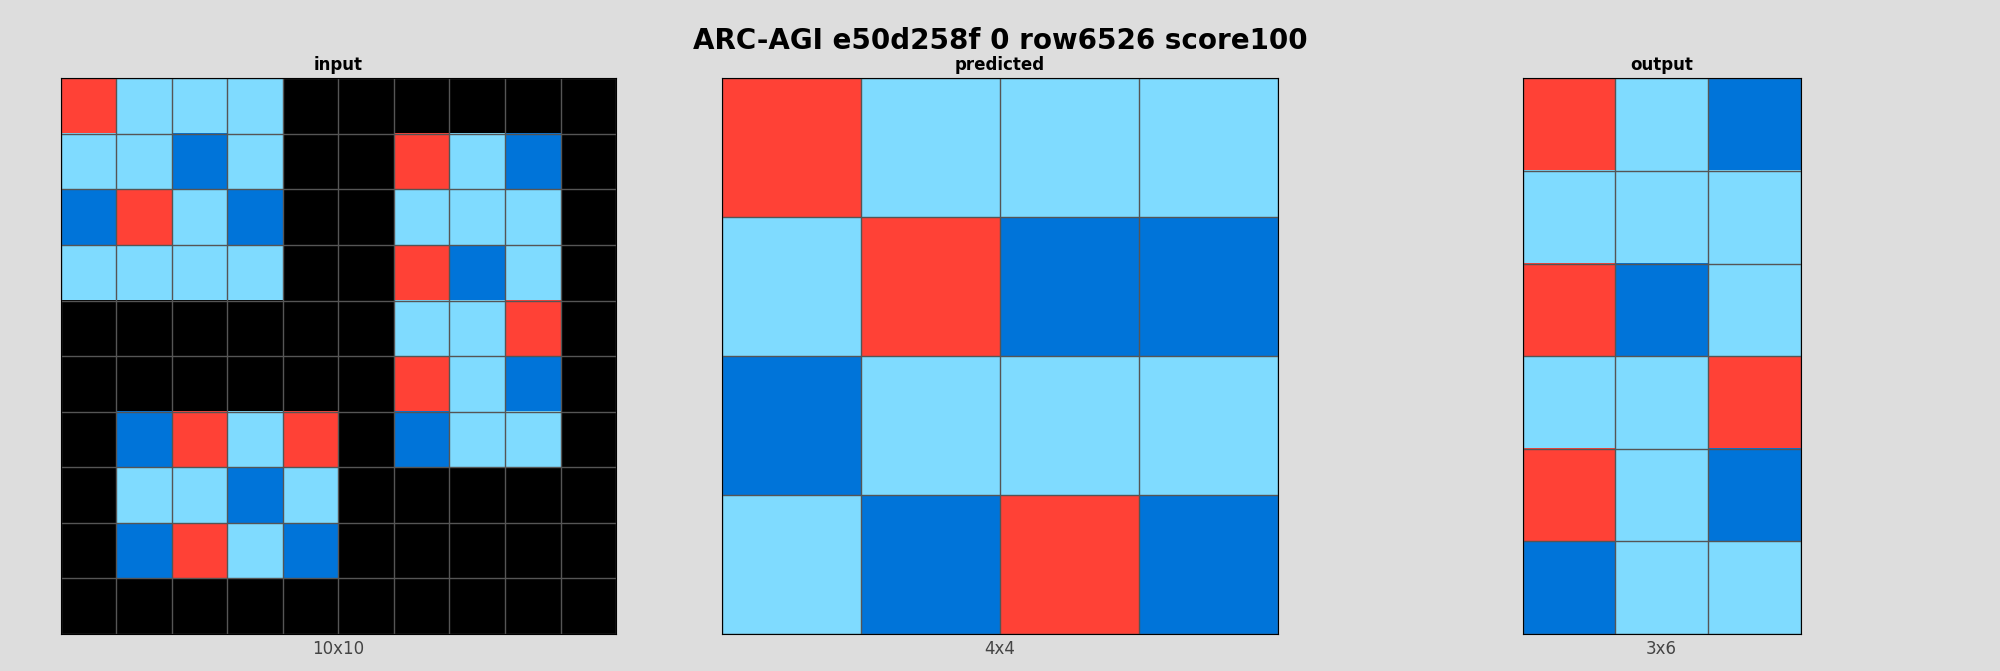 ARC-AGI e50d258f 0 row6526 score100
input
predicted
output
10x10
4x4
3x6